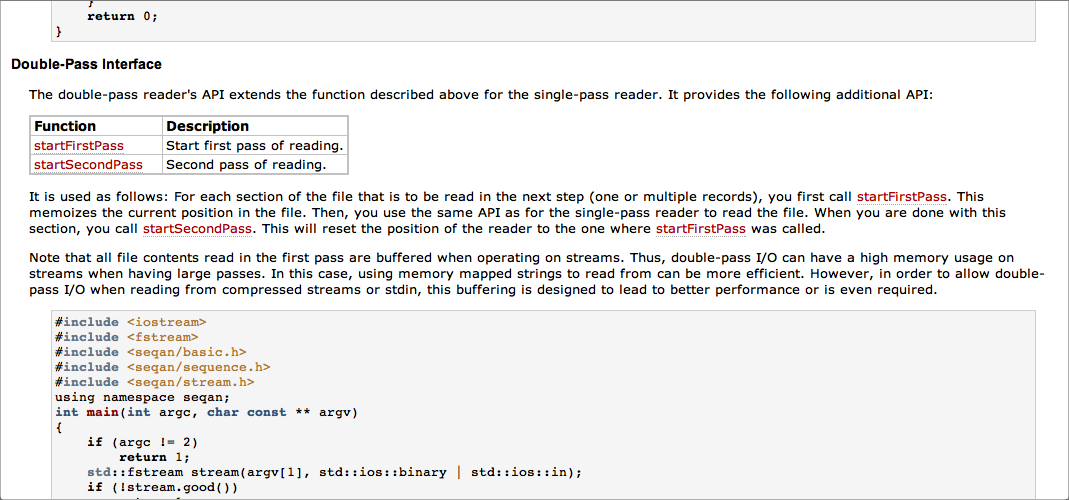 }
return 0;
}
Double-Pass Interface
The double-pass reader's API extends the function described above for the single-pass reader. It provides the following additional API:
Function Description
startFirstPass Start first pass of reading.
startSecondPass Second pass of reading.
It is used as follows: For each section of the file that is to be read in the next step (one or multiple records), you first call startFirstPass. This
memoizes the current position in the file. Then, you use the same API as for the single-pass reader to read the file. When you are done with this
section, you call startSecondPass. This will reset the position of the reader to the one where startFirstPass was called.
Note that all file contents read in the first pass are buffered when operating on streams. Thus, double-pass I/O can have a high memory usage on
streams when having large passes. In this case, using memory mapped strings to read from can be more efficient. However, in order to allow double-
pass I/O when reading from compressed streams or stdin, this buffering is designed to lead to better performance or is even required.
#include <iostream>
#include <fstream>
#include <seqan/basic.h>
#include <seqan/sequence.h>
#include <seqan/stream.h>
using namespace seqan;
int main(int argc, char const ** argv)
{
if (argc != 2)
return 1;
std::fstream stream(argv[1], std::ios::binary | std::ios::in);
if (!stream.good())